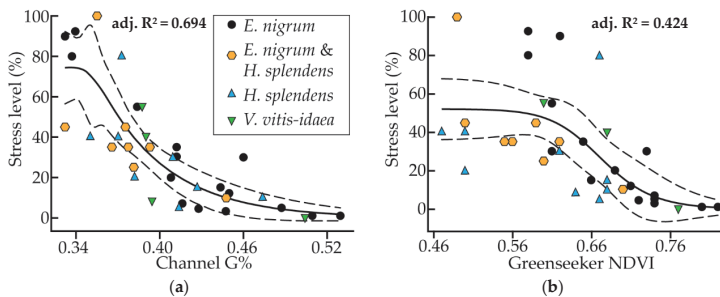 (a)
adj. R² = 0.694
100
80
60
40
20
0
Stress level (%)
E. nigrum
E. nigrum &
H. splendens
H. splendens
V. vitis-idaea
0.34 0.40 0.46 0.52
Channel G%
(a)
(b)
adj. R² = 0.424
100
80
60
40
20
0
Stress level (%)
0.46 0.56 0.66 0.76
Greenseeker NDVI
(b)